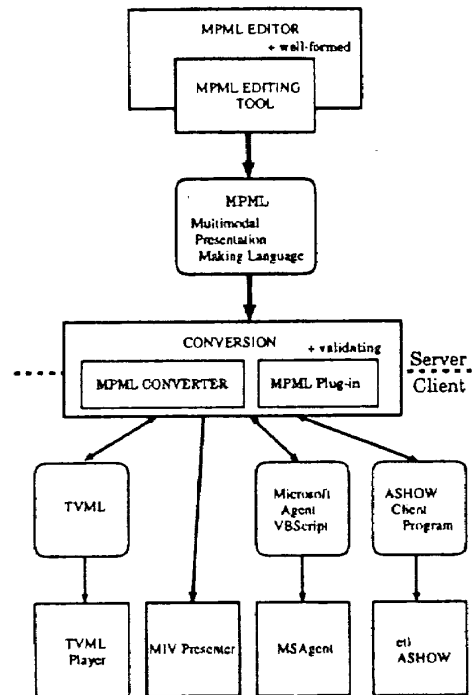 MPML EDITOR
+ well-formed
MPML EDITING
TOOL
MPML
Multimodal
Presentation
Making Language
CONVERSION
+ validating
MPML CONVERTER
MPML Plug-in
Server
Client
TVML
Microsoft
Agent
VBScript
ASHOW
Client
Program
TVML
Player
MIV Presenter
MSAgent
etl
ASHOW